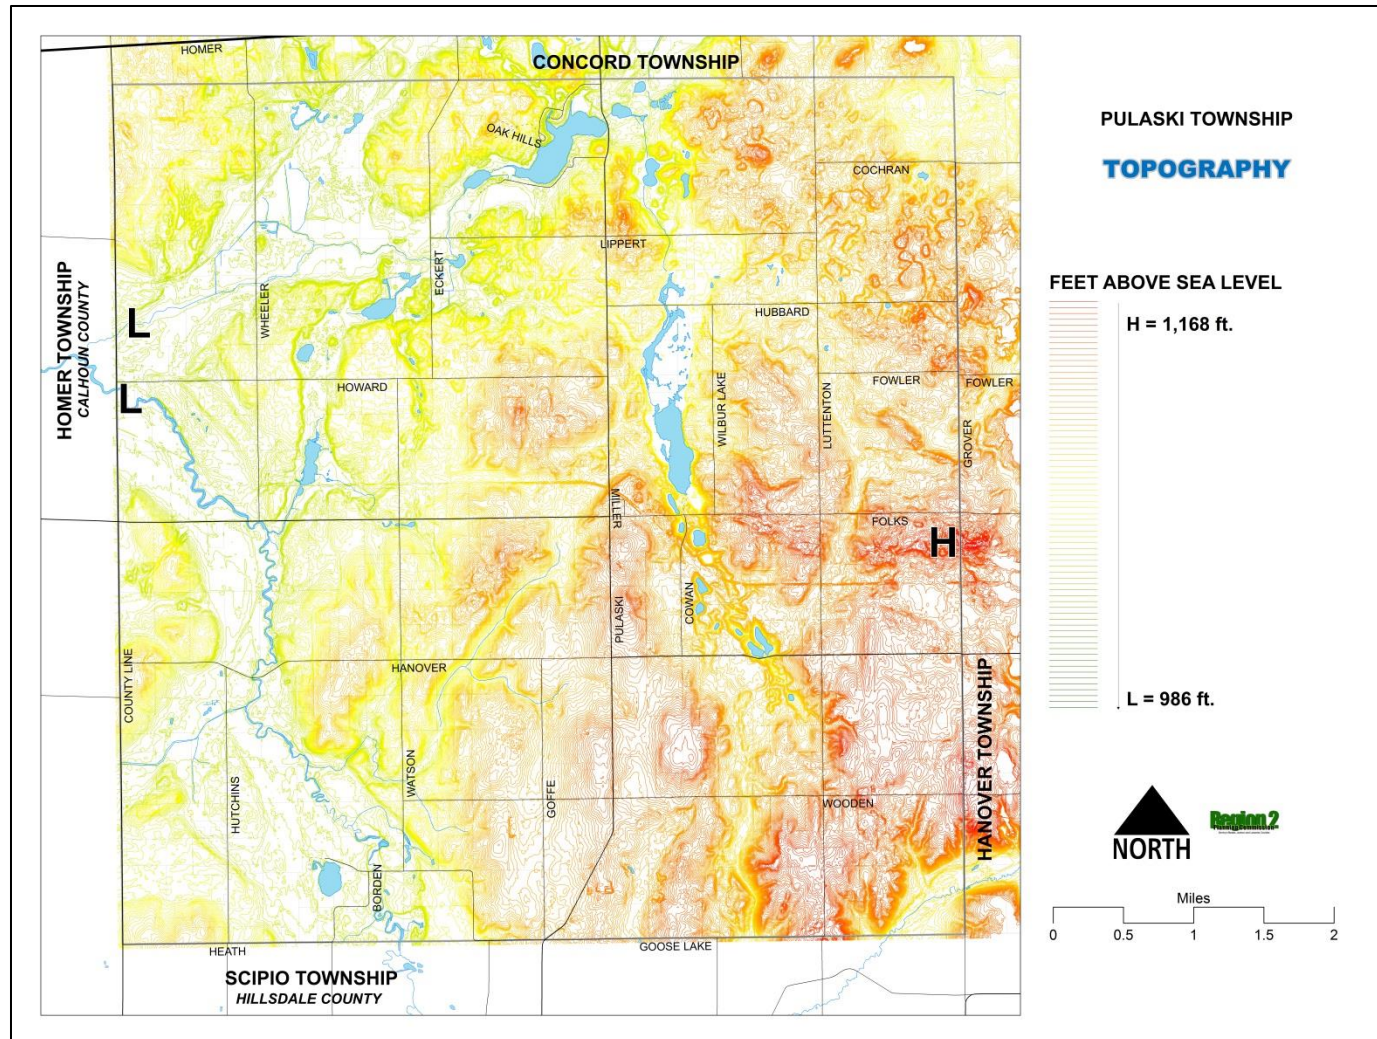 HOMER
CONCORD TOWNSHIP
OAK HILLS
COCHRAN
LIPPERT
ECKERT
WHEELER
HUBBARD
HOMER TOWNSHIP
CALHOUN COUNTY
L
L
HOWARD
WILBUR LAKE
LUTTENTON
FOWLER
FOWLER
GROVER
MILLER
FOLKS
H
PULASKI
COWAN
COUNTY LINE
HANOVER
HANOVER TOWNSHIP
WATSON
HUTCHINS
GOFFE
WOODEN
BORDEN
HEATH
GOOSE LAKE
SCIPIO TOWNSHIP
HILLSDALE COUNTY
PULASKI TOWNSHIP
TOPOGRAPHY
FEET ABOVE SEA LEVEL
H = 1,168 ft.
L = 986 ft.
NORTH
Region 2
Miles
0 0.5 1 1.5 2